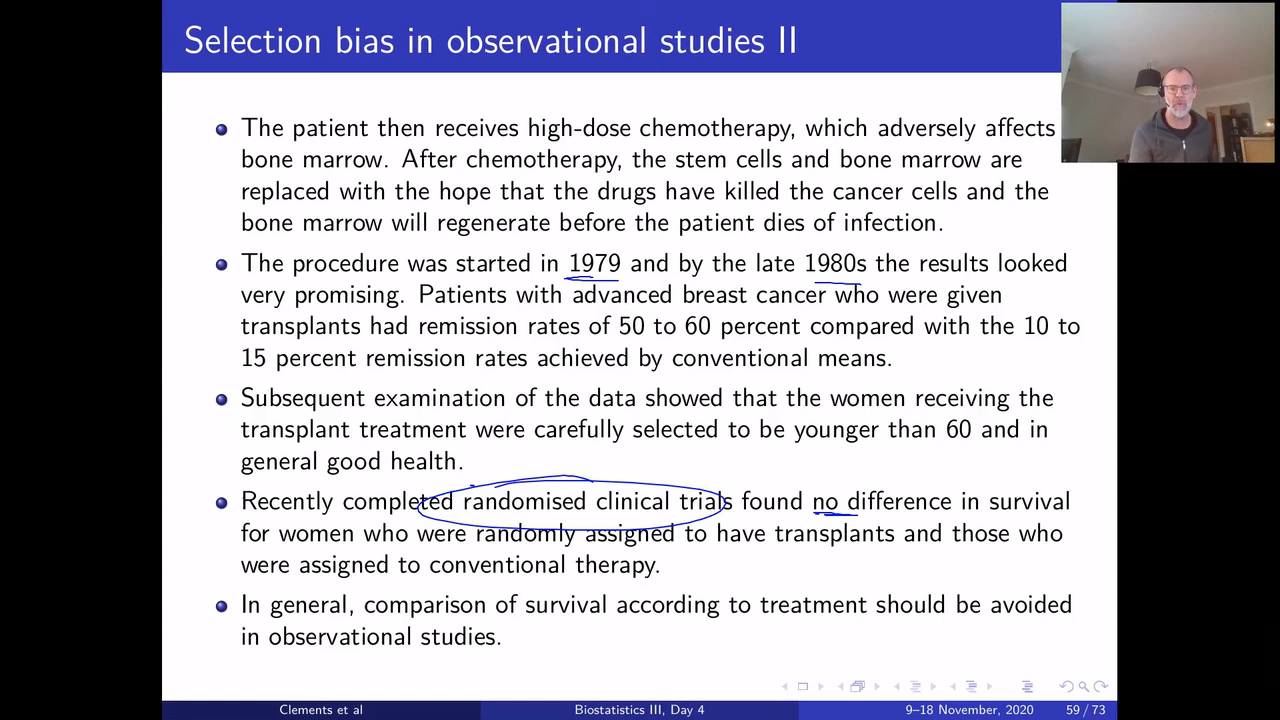 Selection bias in observational studies II
The patient then receives high-dose chemotherapy, which adversely affects
bone marrow. After chemotherapy, the stem cells and bone marrow are
replaced with the hope that the drugs have killed the cancer cells and the
bone marrow will regenerate before the patient dies of infection.
The procedure was started in 1979 and by the late 1980s the results looked
very promising. Patients with advanced breast cancer who were given
transplants had remission rates of 50 to 60 percent compared with the 10 to
15 percent remission rates achieved by conventional means.
Subsequent examination of the data showed that the women receiving the
transplant treatment were carefully selected to be younger than 60 and in
general good health.
Recently completed randomised clinical trials found no difference in survival
for women who were randomly assigned to have transplants and those who
were assigned to conventional therapy.
In general, comparison of survival according to treatment should be avoided
in observational studies.
Clements et al Biostatistics III, Day 4 9–18 November, 2020 59 / 73